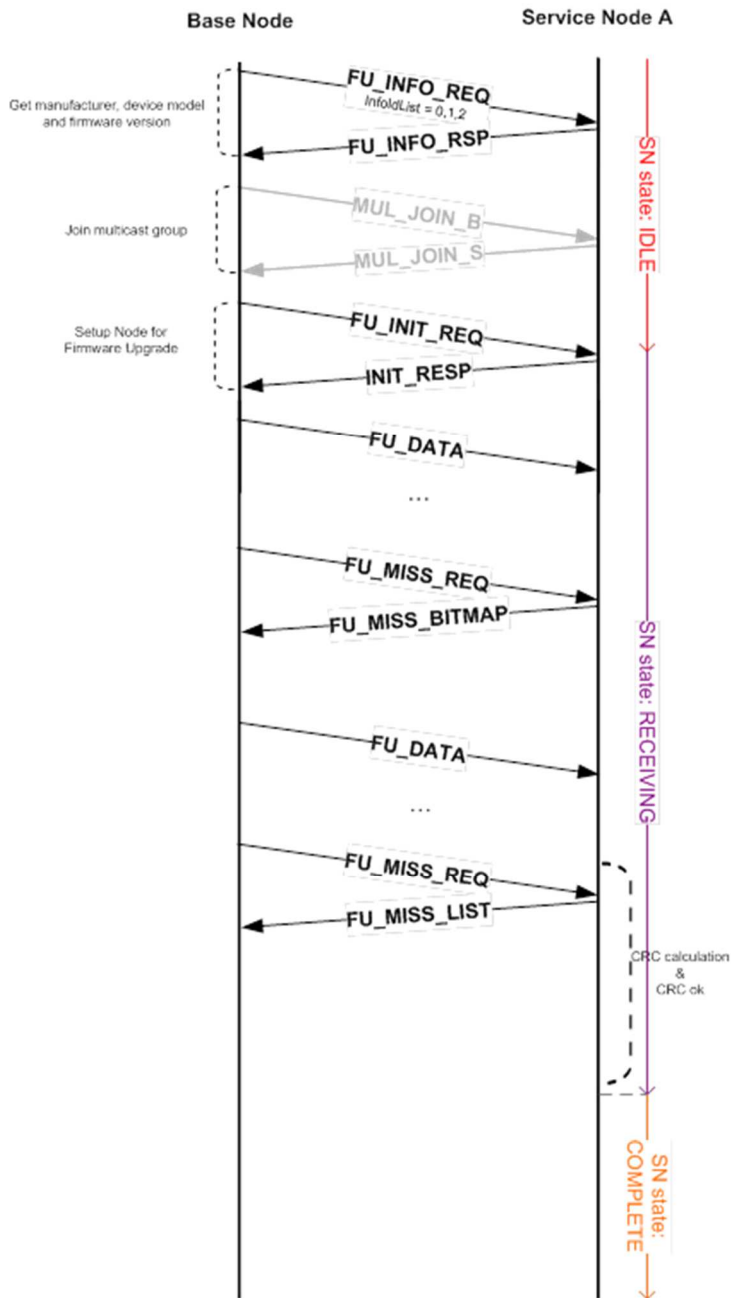 Base Node
Service Node A
FU_INFO_REQ
InfoIdList = 0,1,2
Get manufacturer, device model
and firmware version
FU_INFO_RSP
SN state: IDLE
MUL_JOIN_B
Join multicast group
MUL_JOIN_S
FU_INIT_REQ
Setup Node for
Firmware Upgrade
INIT_RESP
FU_DATA
...
FU_MISS_REQ
FU_MISS_BITMAP
SN state: RECEIVING
FU_DATA
...
FU_MISS_REQ
FU_MISS_LIST
CRC calculation
&
CRC ok
SN state:
COMPLETE